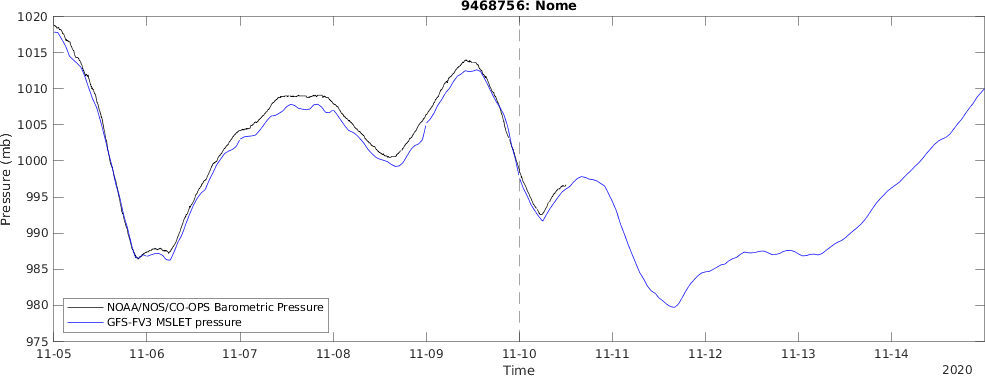 9468756: Nome
1020
1015
1010
1005
1000
995
990
985
980
975
Pressure (mb)
NOAA/NOS/CO-OPS Barometric Pressure
GFS-FV3 MSLET pressure
11-05 11-06 11-07 11-08 11-09 11-10 11-11 11-12 11-13 11-14
Time
2020